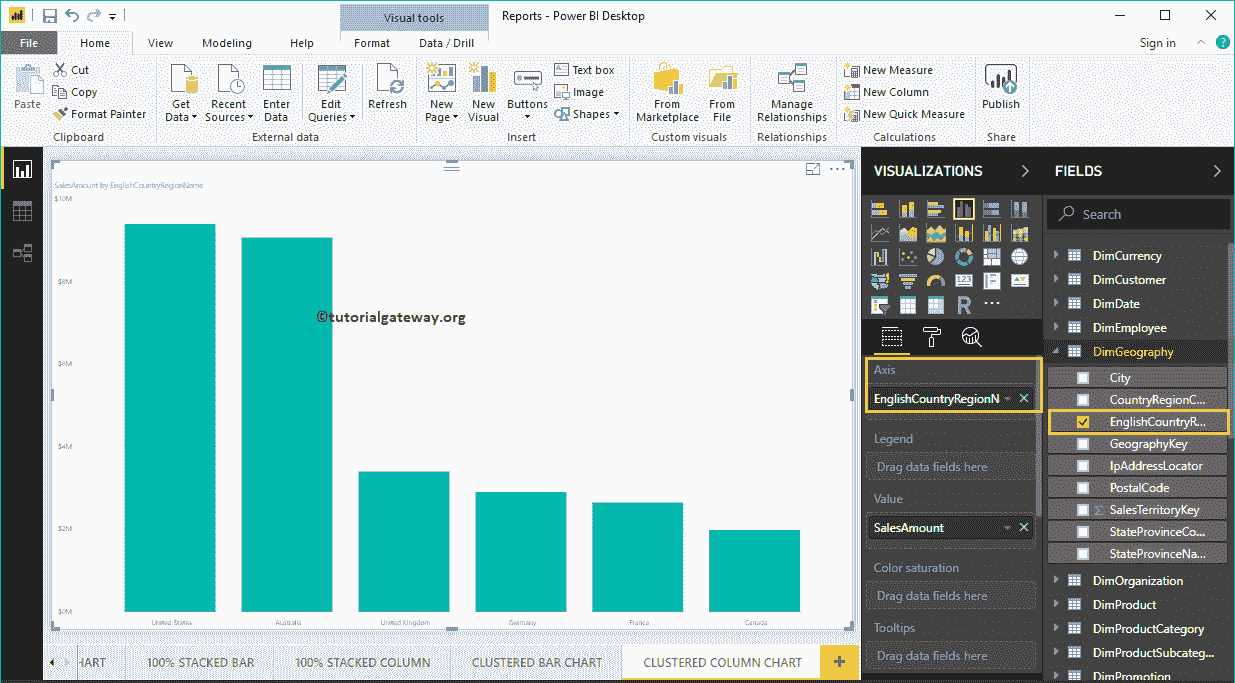 Visual tools
Reports - Power BI Desktop
File
Home
View
Modeling
Help
Format
Data / Drill
Sign in
?
Paste
Cut
Copy
Format Painter
Clipboard
Get
Data
Recent
Sources
Enter
Data
Edit
Queries
External data
Refresh
New
Page
New
Visual
Buttons
Text box
Image
Shapes
Insert
From
Marketplace
From
File
Custom visuals
Manage
Relationships
Relationships
New Measure
New Column
New Quick Measure
Calculations
Publish
Share
SalesAmount by EnglishCountryRegionName
$10M
$8M
$6M
$4M
$2M
$0M
©tutorialgateway.org
United States
Australia
United Kingdom
Germany
France
Canada
HART
100% STACKED BAR
100% STACKED COLUMN
CLUSTERED BAR CHART
CLUSTERED COLUMN CHART
+
VISUALIZATIONS
123
R
...
Axis
EnglishCountryRegionN
Legend
Drag data fields here
Value
SalesAmount
Color saturation
Drag data fields here
Tooltips
Drag data fields here
FIELDS
Search
DimCurrency
DimCustomer
DimDate
DimEmployee
DimGeography
City
CountryRegionC...
EnglishCountryR...
GeographyKey
IpAddressLocator
PostalCode
Σ SalesTerritoryKey
StateProvinceCo...
StateProvinceNa...
DimOrganization
DimProduct
DimProductCategory
DimProductSubcateg...
DimPromotion